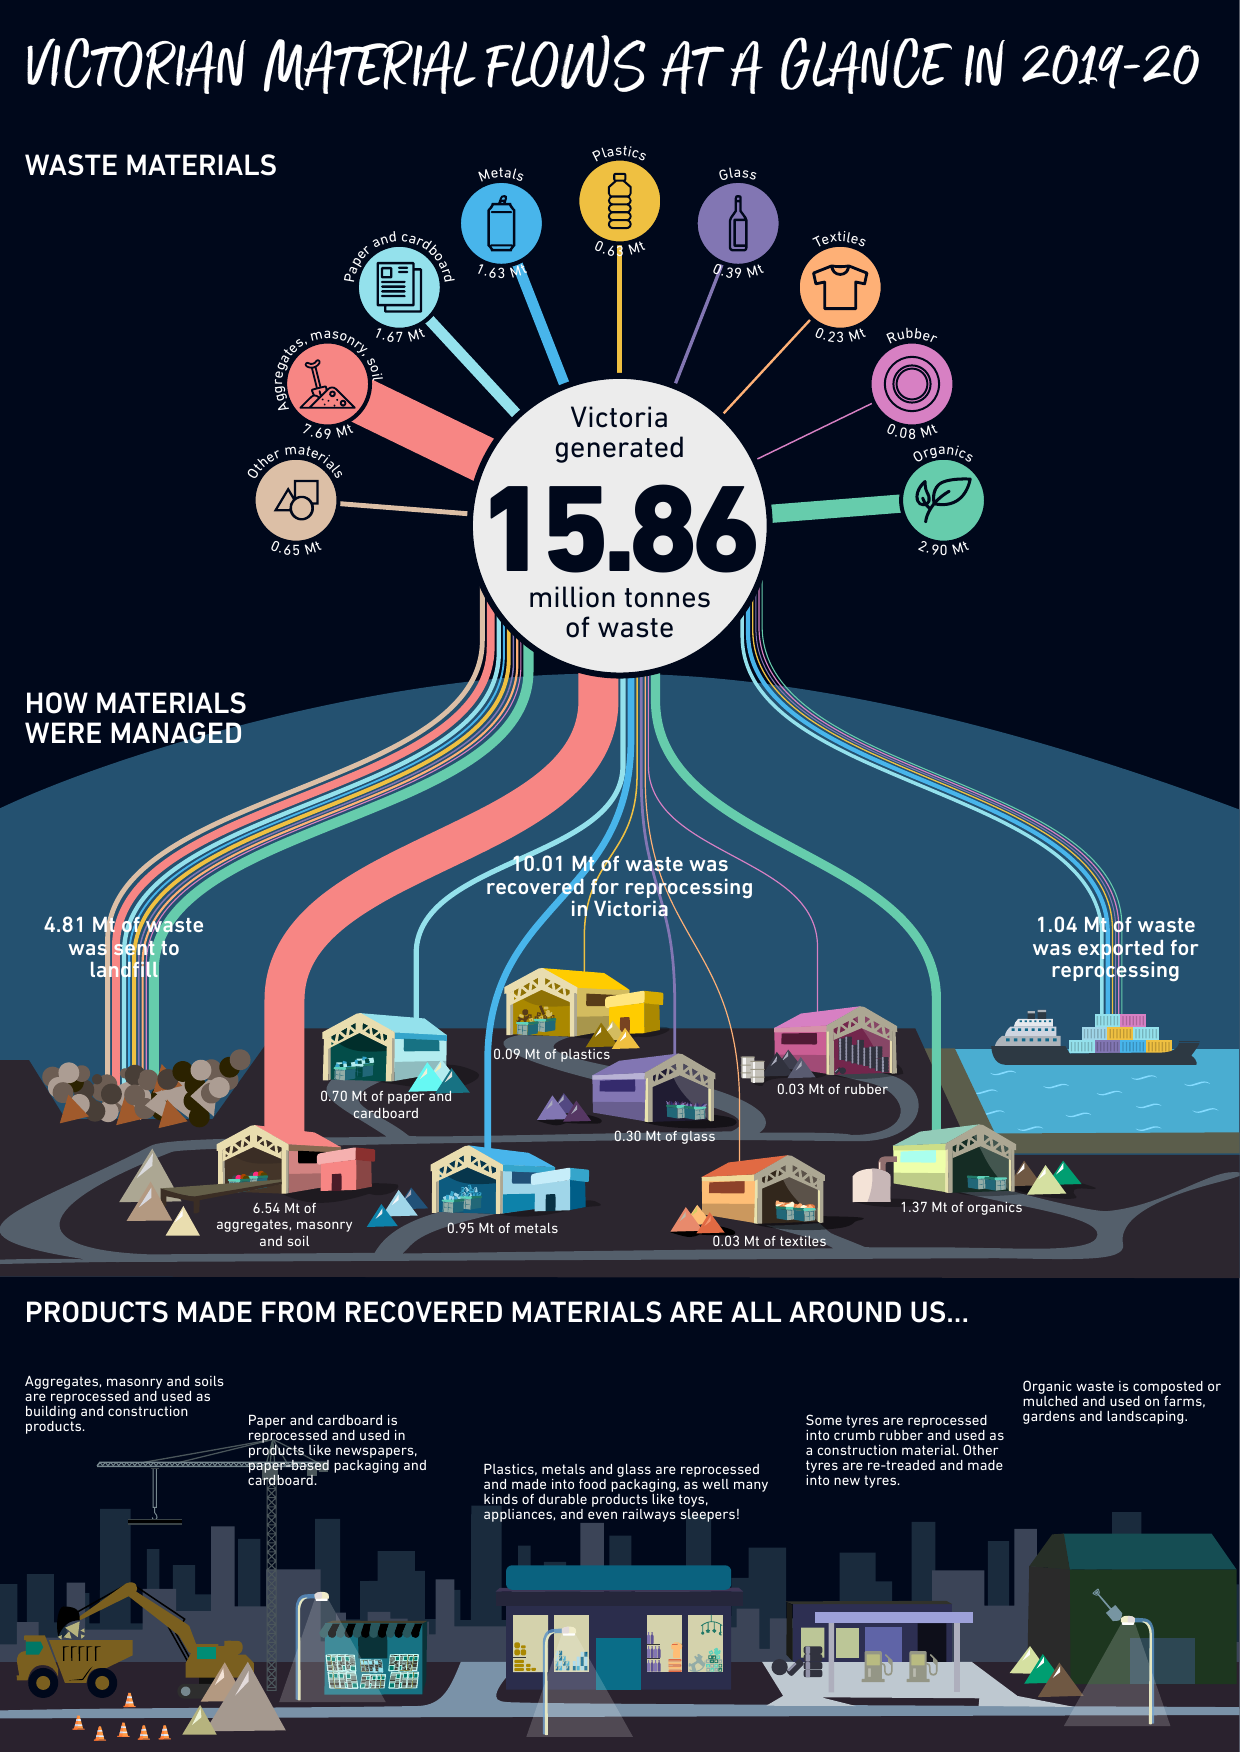 VICTORIAN MATERIAL FLOWS AT A GLANCE IN 2019-20
WASTE MATERIALS
Plastics
0.63 Mt
Metals
1.63 Mt
Glass
0.39 Mt
Paper and cardboard
1.67 Mt
Textiles
0.23 Mt
Aggregates, masonry, soil
7.69 Mt
Rubber
0.08 Mt
Other materials
0.65 Mt
Organics
2.90 Mt
Victoria
generated
15.86
million tonnes
of waste
HOW MATERIALS
WERE MANAGED
4.81 Mt of waste
was sent to
landfill
10.01 Mt of waste was
recovered for reprocessing
in Victoria
1.04 Mt of waste
was exported for
reprocessing
0.09 Mt of plastics
0.70 Mt of paper and
cardboard
0.03 Mt of rubber
0.30 Mt of glass
6.54 Mt of
aggregates, masonry
and soil
0.95 Mt of metals
0.03 Mt of textiles
1.37 Mt of organics
PRODUCTS MADE FROM RECOVERED MATERIALS ARE ALL AROUND US...
Aggregates, masonry and soils
are reprocessed and used as
building and construction
products.
Paper and cardboard is
reprocessed and used in
products like newspapers,
paper-based packaging and
cardboard.
Plastics, metals and glass are reprocessed
and made into food packaging, as well many
kinds of durable products like toys,
appliances, and even railways sleepers!
Some tyres are reprocessed
into crumb rubber and used as
a construction material. Other
tyres are re-treaded and made
into new tyres.
Organic waste is composted or
mulched and used on farms,
gardens and landscaping.